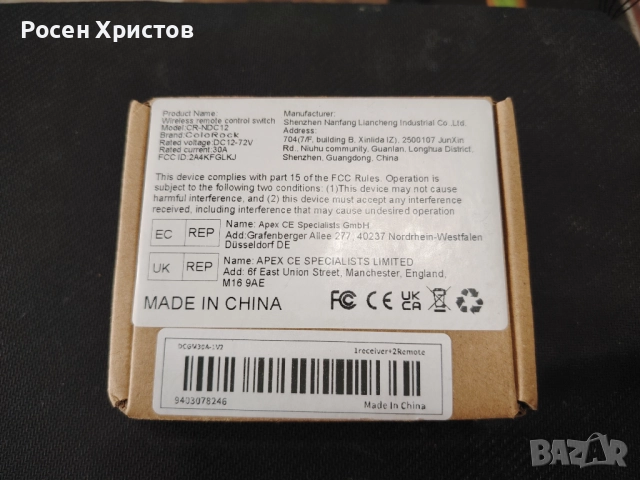 Росен Христов
Product Name:
Wireless remote control switch
Model:CR-NDC12
Brand:ColoRock
Rated voltage:DC12-72V
Rated current:30A
FCC ID:2A4KFGLKJ
Manufacturer:
Shenzhen Nanfang Liancheng Industrial Co.,Ltd.
Address:
704(7/F, building B, Xinlida IZ), 2500107 JunXin
Rd., Niuhu community, Guanlan, Longhua District,
Shenzhen, Guangdong, China
This device complies with part 15 of the FCC Rules. Operation is
subject to the following two conditions: (1)This device may not cause
harmful interference, and (2) this device must accept any interference
received, including interference that may cause undesired operation
EC REP Name: Apex CE Specialists GmbH
Add:Grafenberger Allee 277, 40237 Nordrhein-Westfalen
Düsseldorf DE
UK REP Name: APEX CE SPECIALISTS LIMITED
Add: 6f East Union Street, Manchester, England,
M16 9AE
MADE IN CHINA FC CE UK CA
1receiver+2Remote
9403078246 Made In China
BAZAR